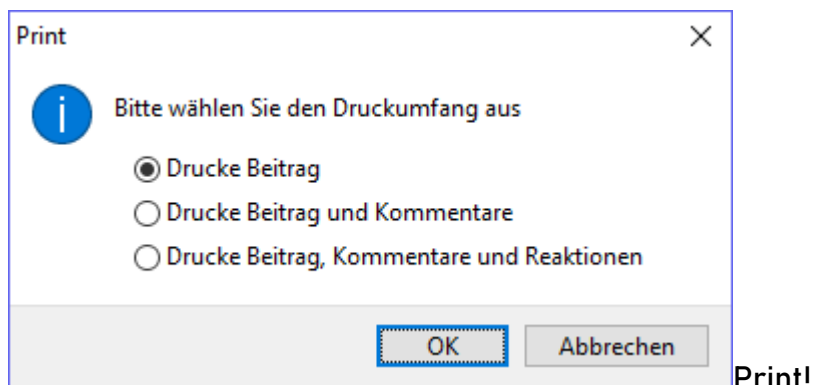 Print
Bitte wählen Sie den Druckumfang aus
Drucke Beitrag
Drucke Beitrag und Kommentare
Drucke Beitrag, Kommentare und Reaktionen
OK Abbrechen
Print!